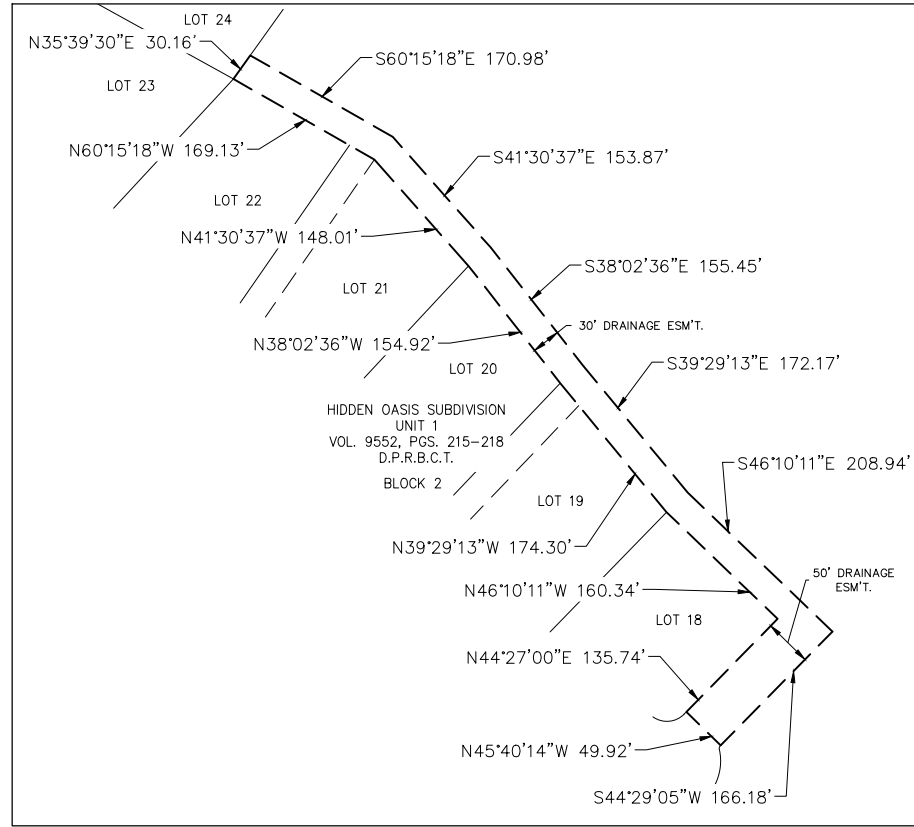 LOT 24
N35°39'30"E 30.16'
S60°15'18"E 170.98'
LOT 23
N60°15'18"W 169.13'
S41°30'37"E 153.87'
LOT 22
N41°30'37"W 148.01'
S38°02'36"E 155.45'
LOT 21
30' DRAINAGE ESM'T.
N38°02'36"W 154.92'
S39°29'13"E 172.17'
LOT 20
HIDDEN OASIS SUBDIVISION
UNIT 1
VOL. 9552, PGS. 215-218
D.P.R.B.C.T.
BLOCK 2
S46°10'11"E 208.94'
LOT 19
N39°29'13"W 174.30'
50' DRAINAGE
ESM'T.
N46°10'11"W 160.34'
LOT 18
N44°27'00"E 135.74'
N45°40'14"W 49.92'
S44°29'05"W 166.18'